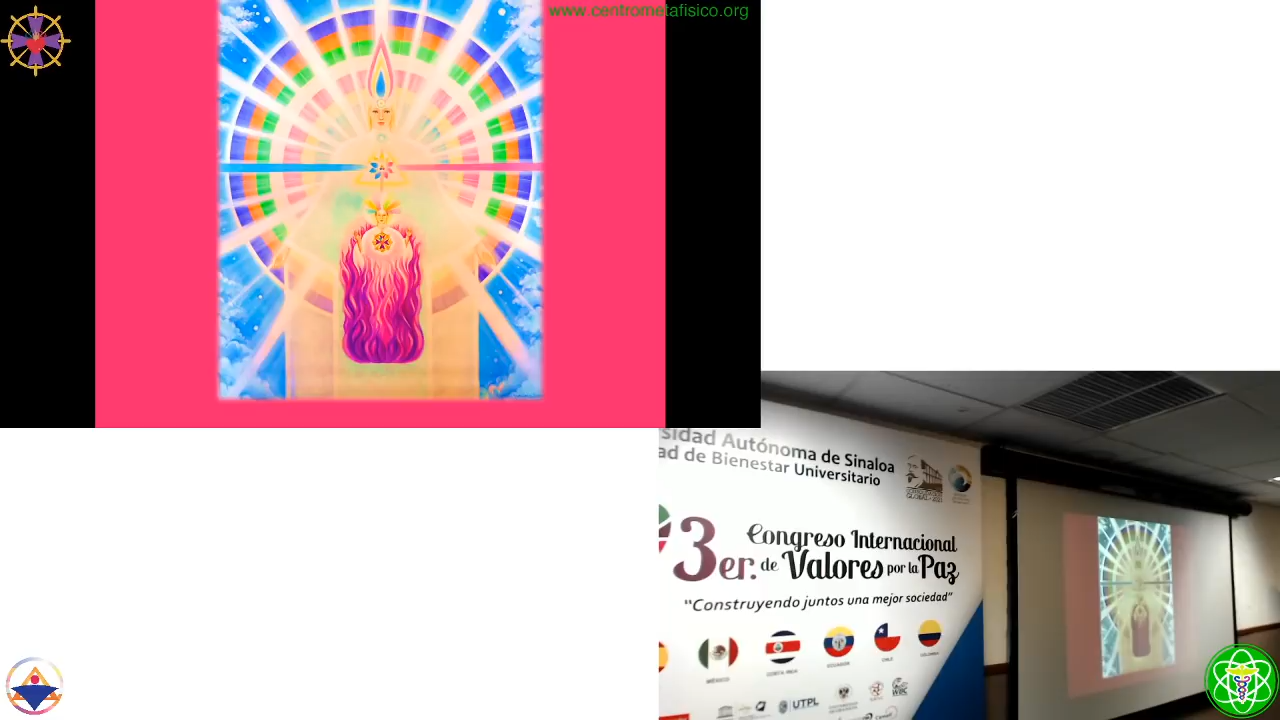 www.centrometafisico.org
sidad Autónoma de Sinaloa
ad de Bienestar Universitario
3er. Congreso Internacional
de Valores por la Paz
"Construyendo juntos una mejor sociedad"
MÉXICO
COSTA RICA
ECUADOR
CHILE
COLOMBIA
UTPL